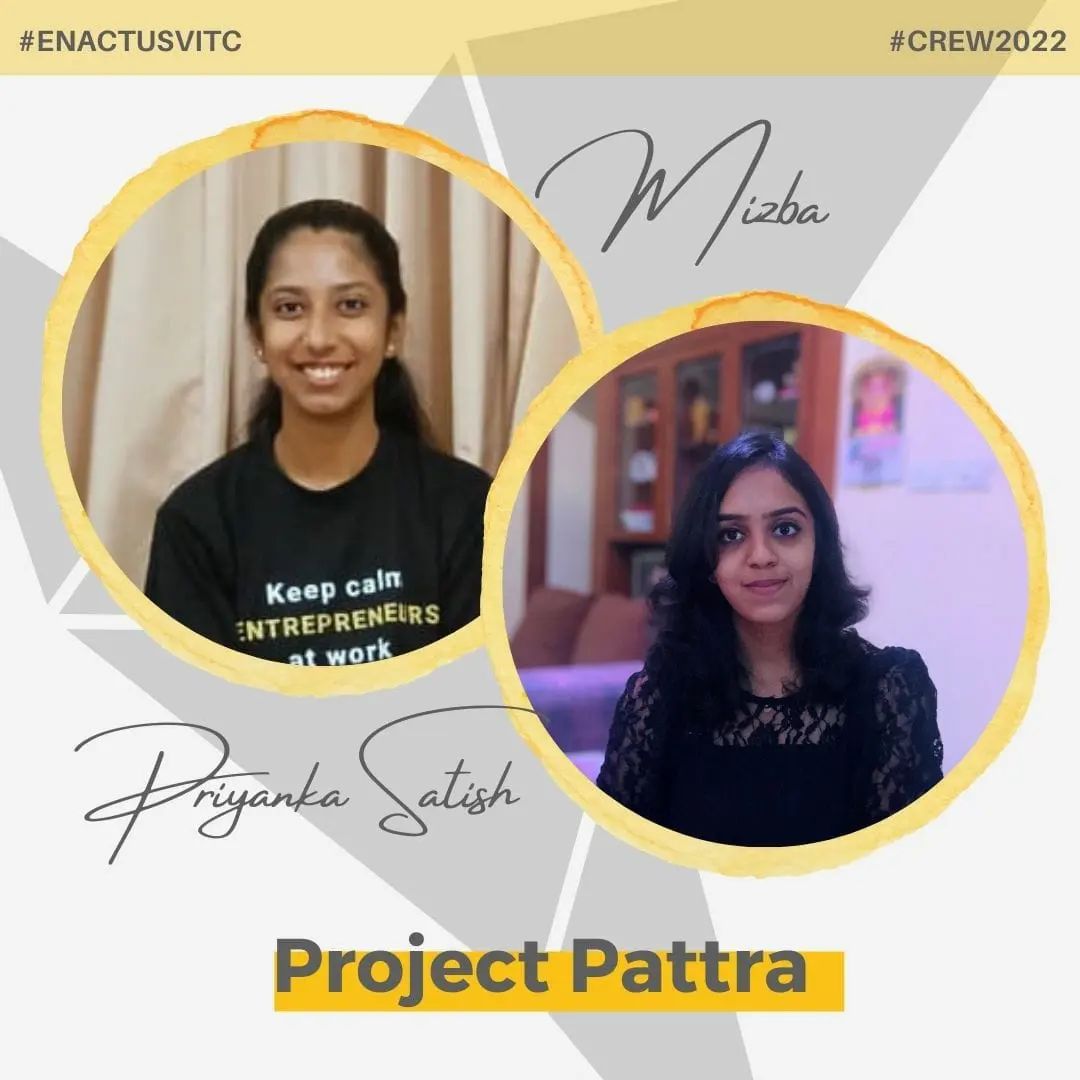 #ENACTUSVITC
#CREW2022
Mizba
Keep calm
ENTREPRENEURS
at work
Priyanka Satish
Project Pattra